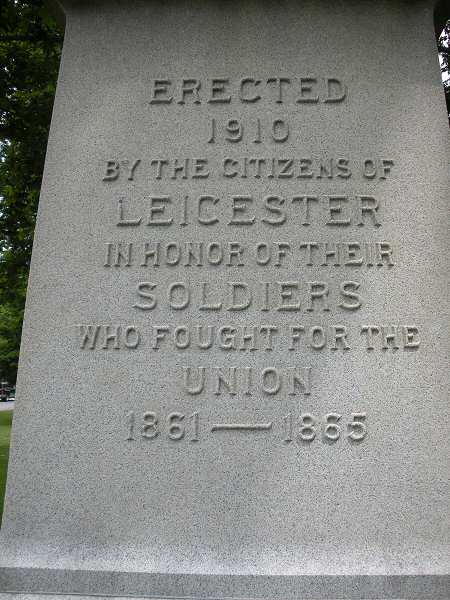 ERECTED
1910
BY THE CITIZENS OF
LEICESTER
IN HONOR OF THEIR
SOLDIERS
WHO FOUGHT FOR THE
UNION
1861 — 1865